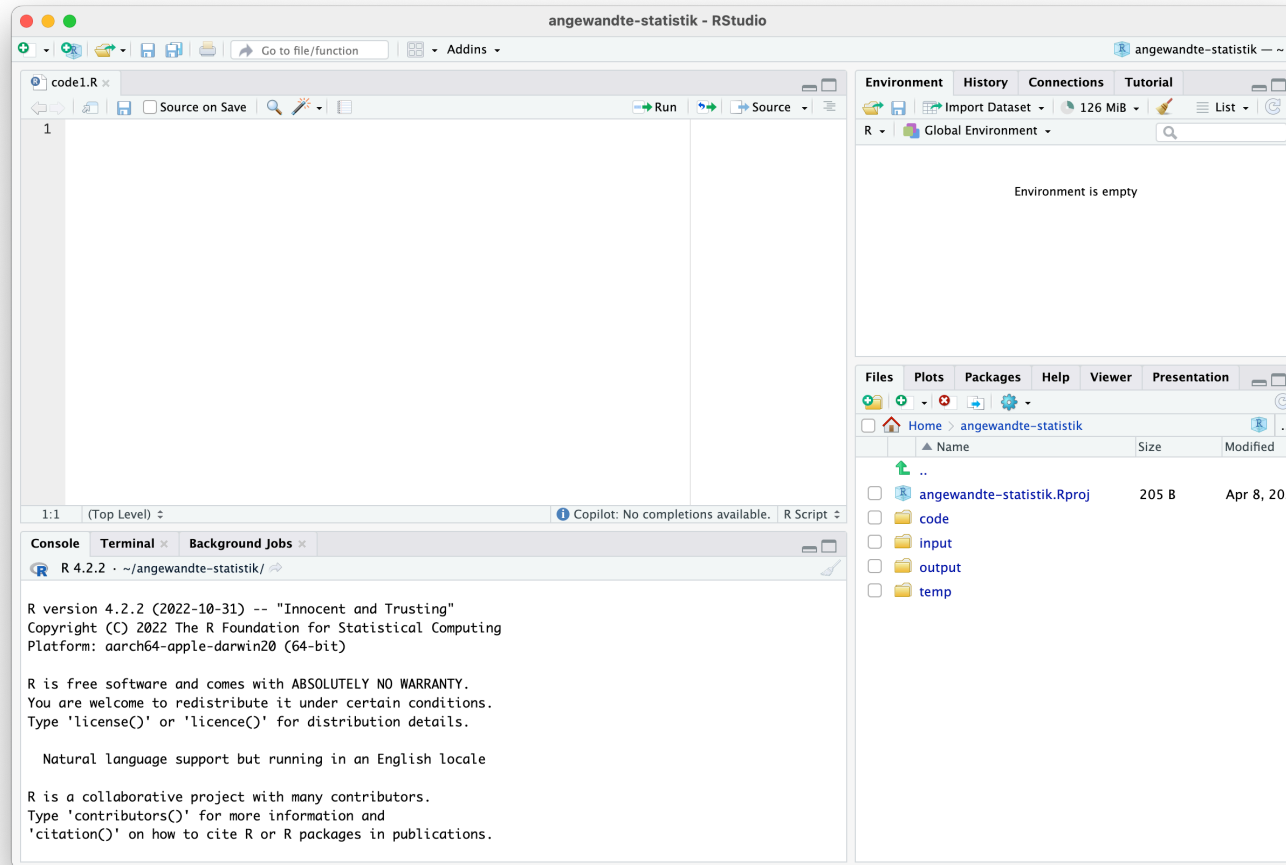 angewandte-statistik - RStudio
Go to file/function
Addins
angewandte-statistik — ~
code1.R
Source on Save
Run
Source
1
1:1
(Top Level)
Copilot: No completions available.
R Script
Console
Terminal
Background Jobs
R 4.2.2 · ~/angewandte-statistik/
R version 4.2.2 (2022-10-31) -- "Innocent and Trusting"
Copyright (C) 2022 The R Foundation for Statistical Computing
Platform: aarch64-apple-darwin20 (64-bit)
R is free software and comes with ABSOLUTELY NO WARRANTY.
You are welcome to redistribute it under certain conditions.
Type 'license()' or 'licence()' for distribution details.
Natural language support but running in an English locale
R is a collaborative project with many contributors.
Type 'contributors()' for more information and
'citation()' on how to cite R or R packages in publications.
Environment
History
Connections
Tutorial
Import Dataset
126 MiB
List
R
Global Environment
Environment is empty
Files
Plots
Packages
Help
Viewer
Presentation
Home
angewandte-statistik
Name
Size
Modified
..
angewandte-statistik.Rproj
205 B
Apr 8, 20
code
input
output
temp